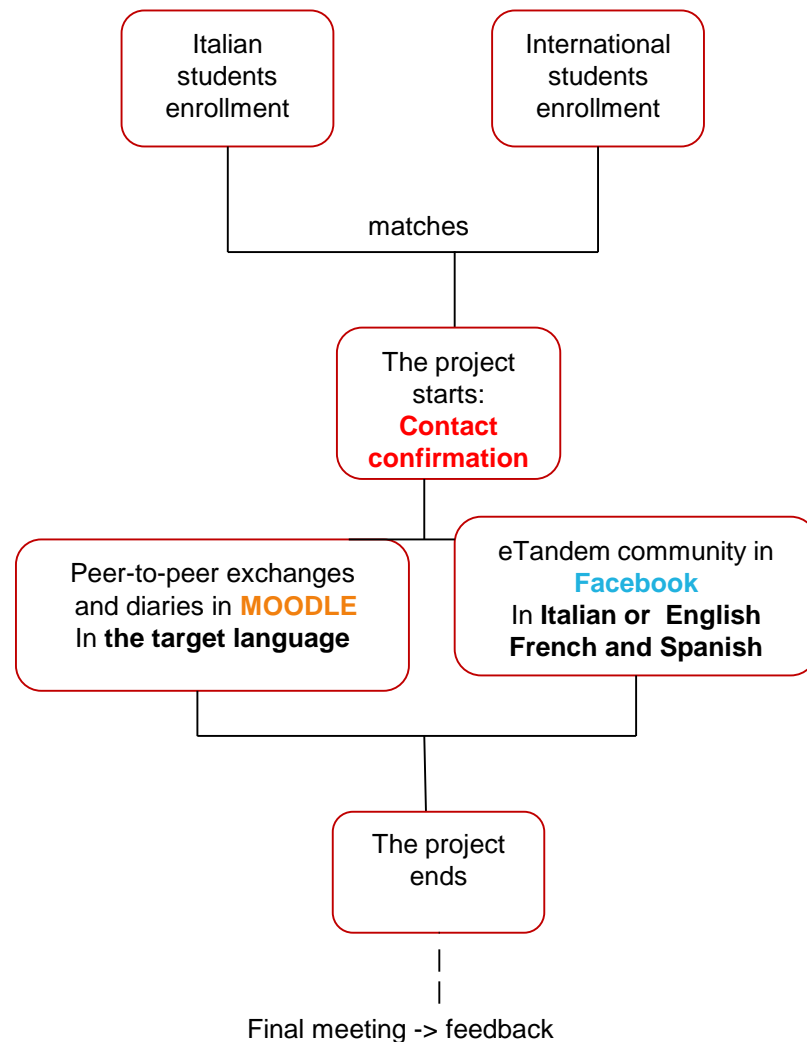 Italian
students
enrollment
International
students
enrollment
matches
The project
starts:
Contact
confirmation
Peer-to-peer exchanges
and diaries in MOODLE
In the target language
eTandem community in
Facebook
In Italian or English
French and Spanish
The project
ends
Final meeting -> feedback